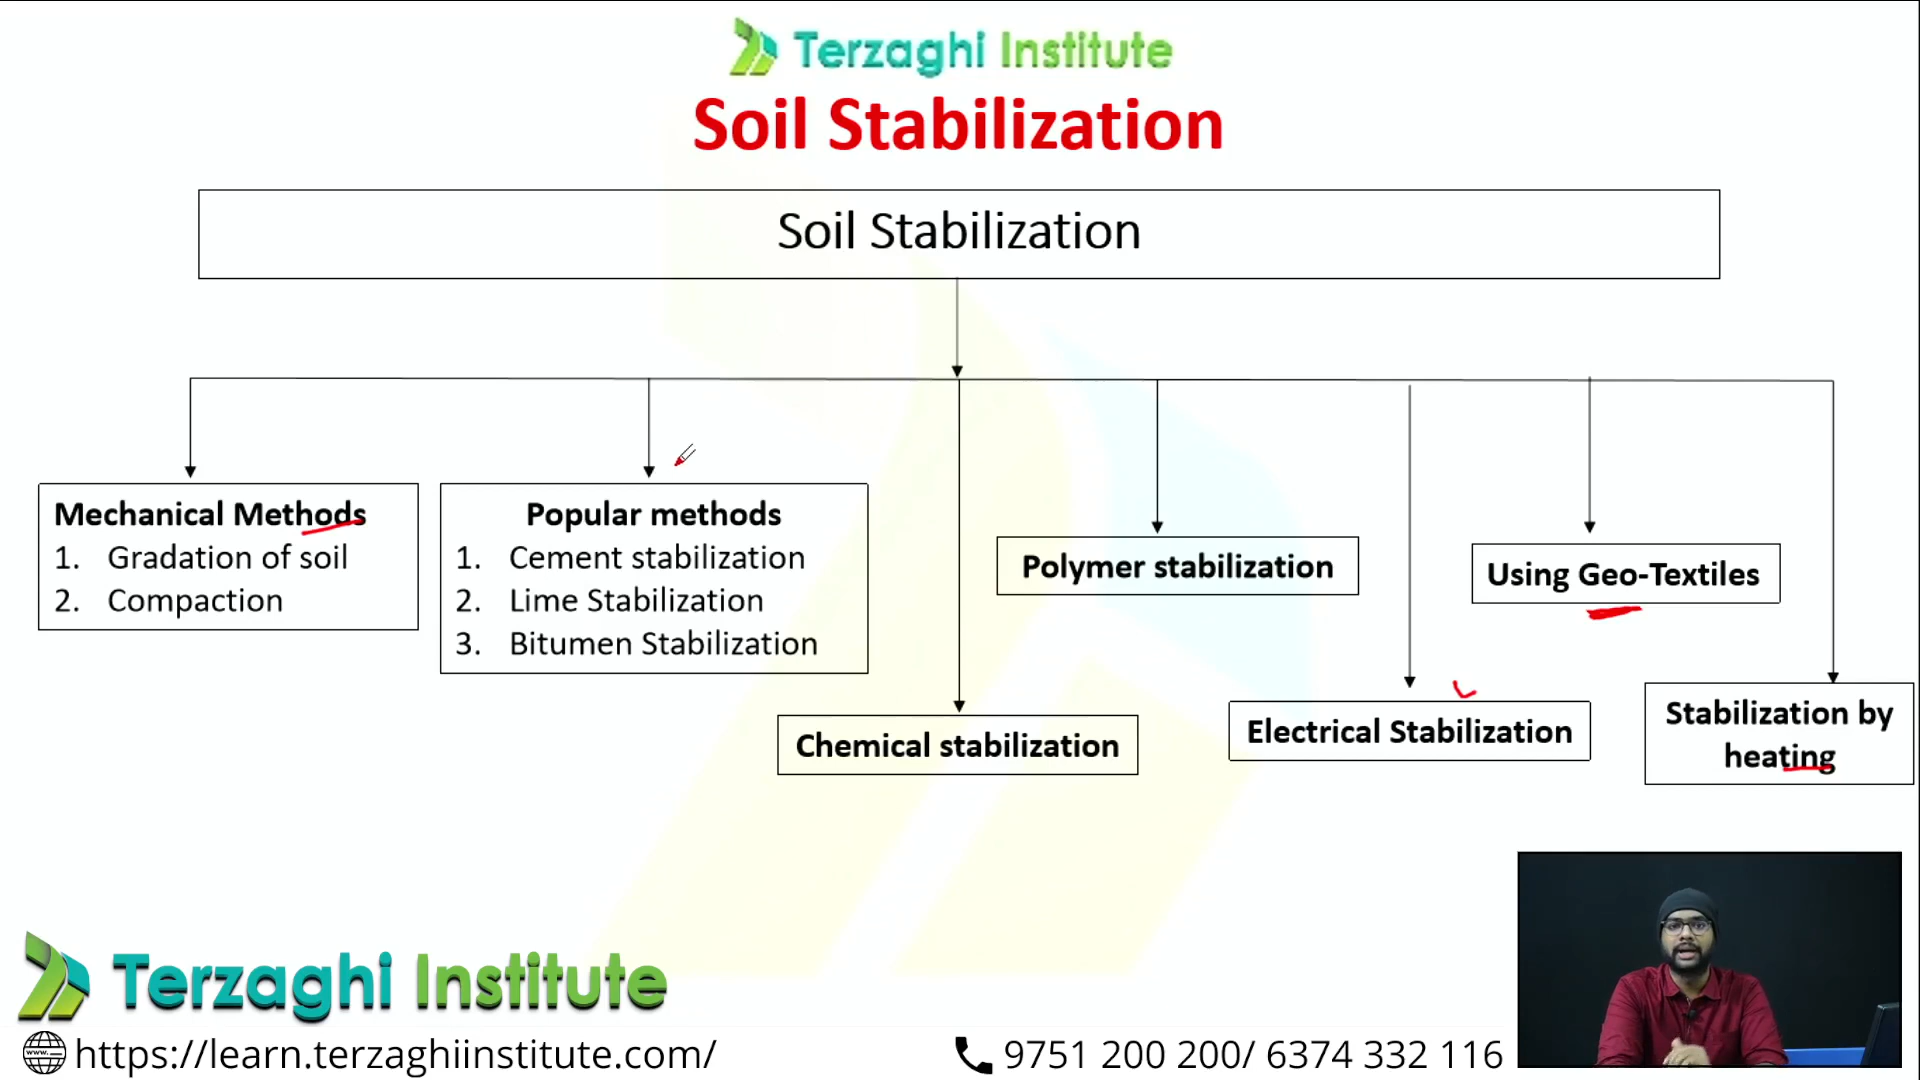 Terzaghi Institute
Soil Stabilization
Soil Stabilization
Mechanical Methods
1. Gradation of soil
2. Compaction
Popular methods
1. Cement stabilization
2. Lime Stabilization
3. Bitumen Stabilization
Chemical stabilization
Polymer stabilization
Electrical Stabilization
Using Geo-Textiles
Stabilization by
heating
Terzaghi Institute
www.
https://learn.terzaghiinstitute.com/
9751 200 200/ 6374 332 116